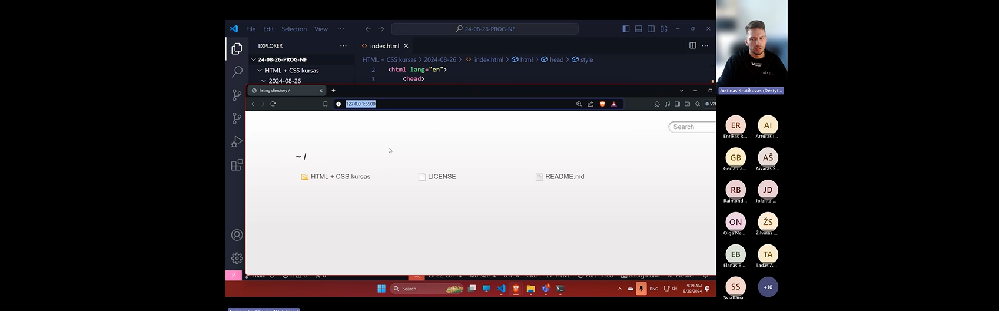 File Edit Selection View ···
24-08-26-PROG-NF
EXPLORER ···
index.html
24-08-26-PROG-NF
HTML + CSS kursas > 2024-08-26 > index.html > html > head > style
HTML + CSS kursas
2 <html lang="en">
2024-08-26
3 <head>
listing directory /
127.0.0.1:5500
VPN
Search
~ /
HTML + CSS kursas
LICENSE
README.md
main
Ln 22, Col 14 Tab Size: 4 UTF-8 CRLF HTML Port : 5500 Background Prettier
Search
ENG
9:19 AM
8/29/2024
Justinas Krutikovas (Dėstyt...
ER AI
Enrikas R... Artūras I...
GB AŠ
Gertauta... Aivaras Š...
RB JD
Raimond... Jolanta ...
ON ŽS
Olga Ne... Žilvinas ...
EB TA
Elanas B... Tadas A...
SS +10
Sviatlana...